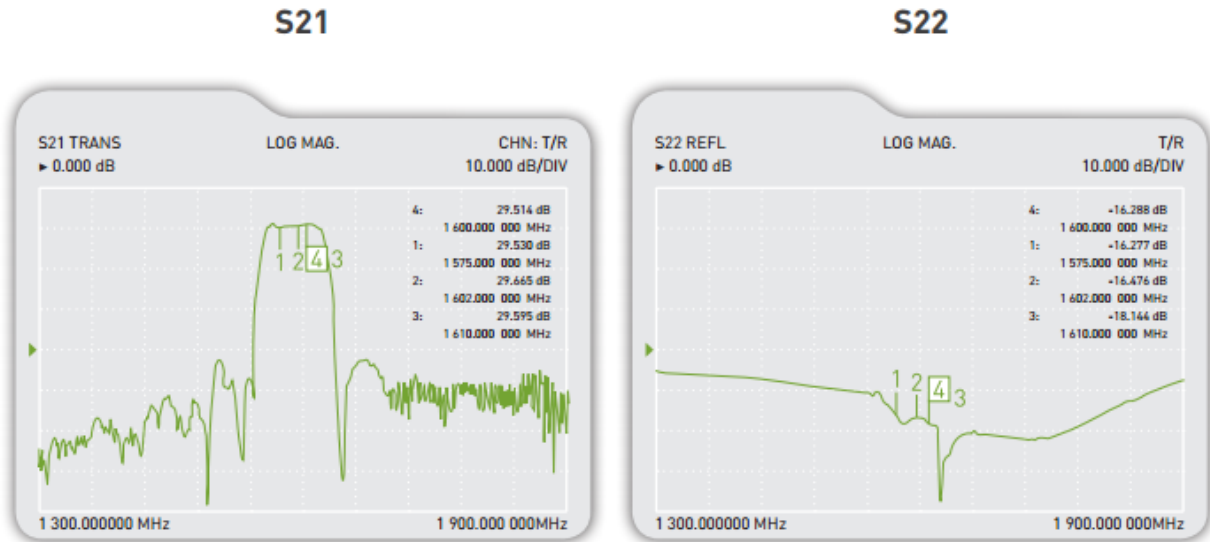 S21
S21 TRANS LOG MAG. CHN: T/R
▸ 0.000 dB 10.000 dB/DIV
4: 29.514 dB
1 600.000 000 MHz
1: 29.530 dB
1 575.000 000 MHz
2: 29.665 dB
1 602.000 000 MHz
3: 29.595 dB
1 610.000 000 MHz
1 2 4 3
1 300.000000 MHz 1 900.000 000MHz
S22
S22 REFL LOG MAG. T/R
▸ 0.000 dB 10.000 dB/DIV
4: -16.288 dB
1 600.000 000 MHz
1: -16.277 dB
1 575.000 000 MHz
2: -16.476 dB
1 602.000 000 MHz
3: -18.144 dB
1 610.000 000 MHz
1 2 4 3
1 300.000000 MHz 1 900.000 000MHz